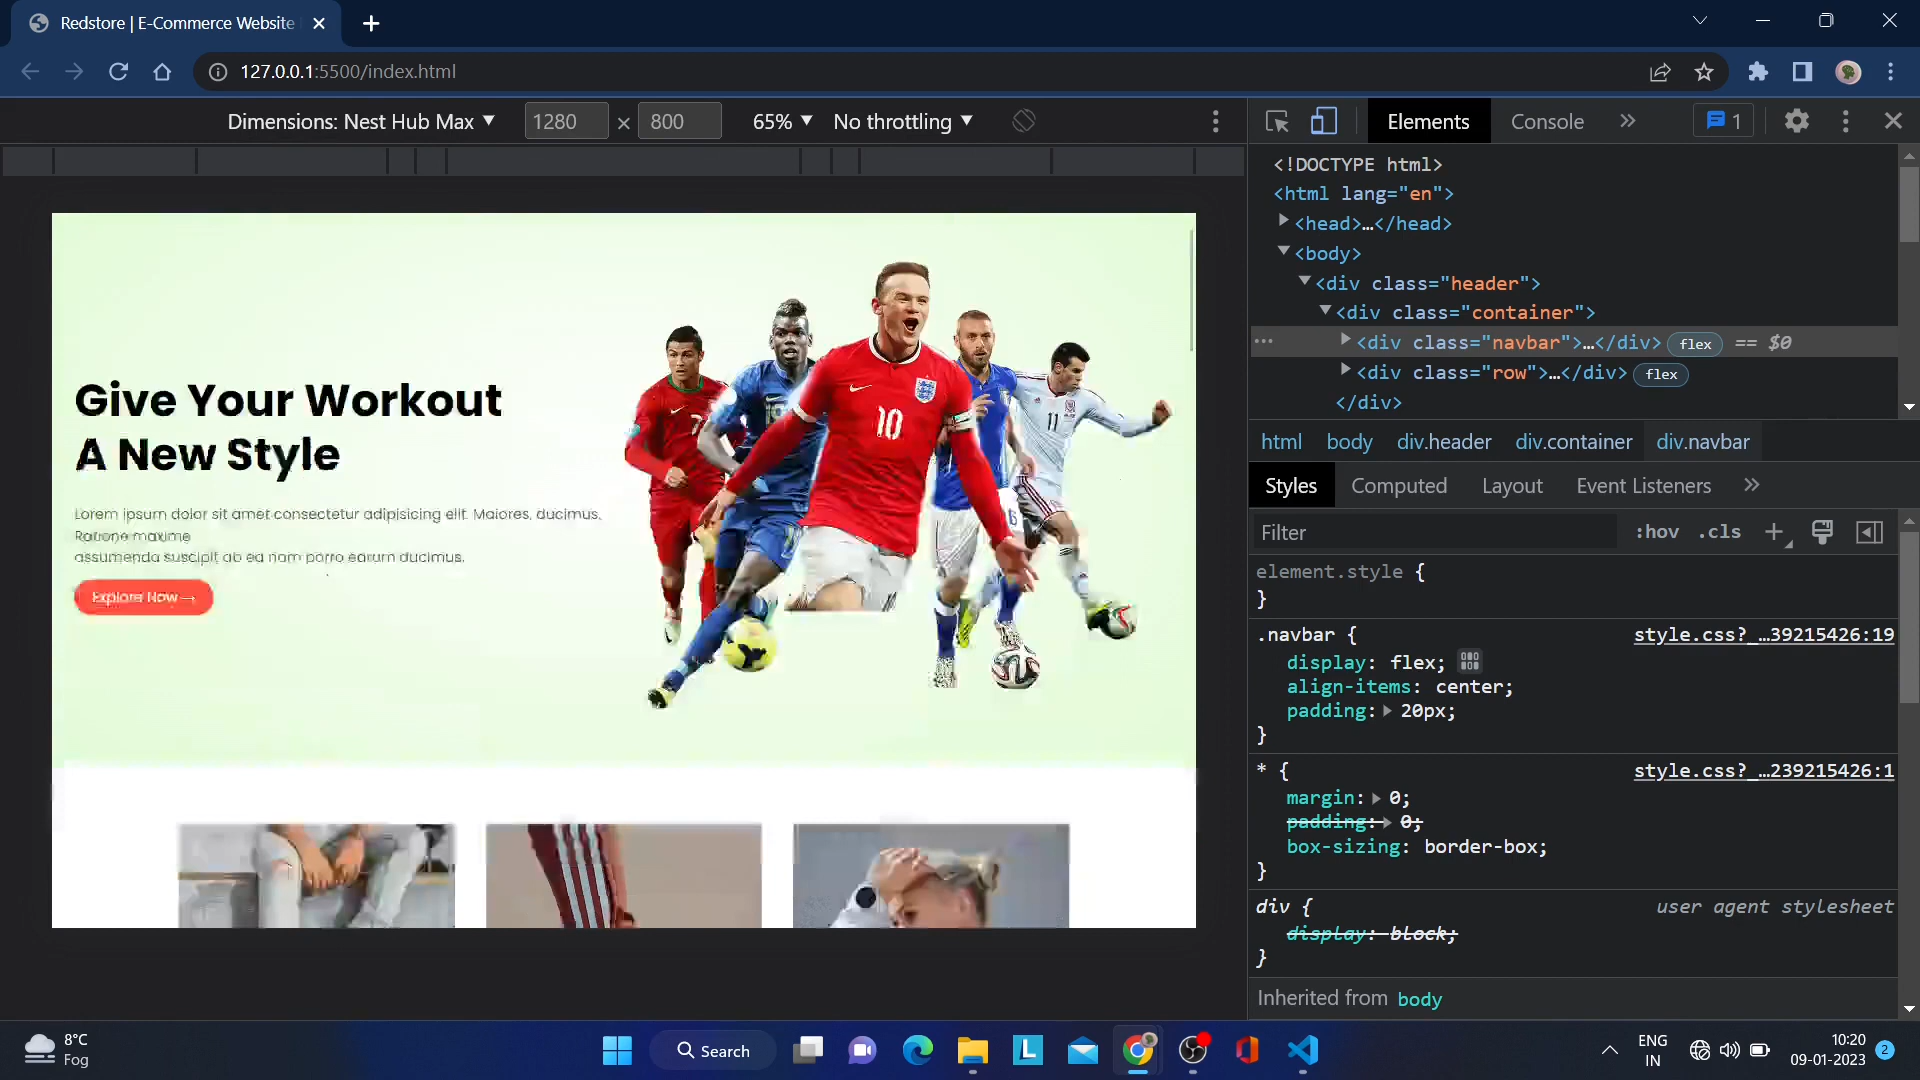 Redstore | E-Commerce Website
127.0.0.1:5500/index.html
Dimensions: Nest Hub Max 1280 × 800 65% No throttling
Elements Console 1
<!DOCTYPE html>
<html lang="en">
<head>…</head>
<body>
<div class="header">
<div class="container">
<div class="navbar">…</div> flex == $0
<div class="row">…</div> flex
</div>
html body div.header div.container div.navbar
Styles Computed Layout Event Listeners
Filter :hov .cls
element.style {
}
.navbar { style.css?_…39215426:19
display: flex;
align-items: center;
padding: 20px;
}
* { style.css?_…239215426:1
margin: 0;
padding: 0;
box-sizing: border-box;
}
div { user agent stylesheet
display: block;
}
Inherited from body
Give Your Workout
A New Style
Lorem ipsum dolor sit amet consectetur adipisicing elit. Maiores, ducimus.
Ratione maxime
assumenda suscipit ab ea nam porro earum ducimus.
Explore Now→
7
10
11
6
8°C
Fog
Search
ENG
IN
10:20
09-01-2023
2